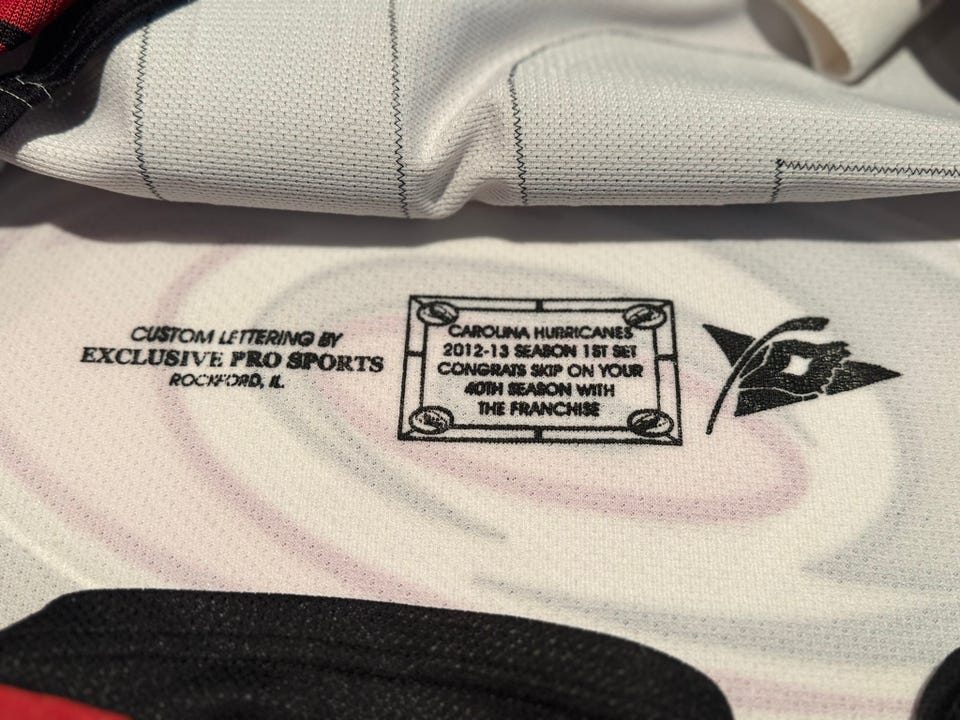 CUSTOM LETTERING BY
EXCLUSIVE PRO SPORTS
ROCKFORD, IL.
CAROLINA HURRICANES
2012-13 SEASON 1ST SET
CONGRATS SKIP ON YOUR
40TH SEASON WITH
THE FRANCHISE